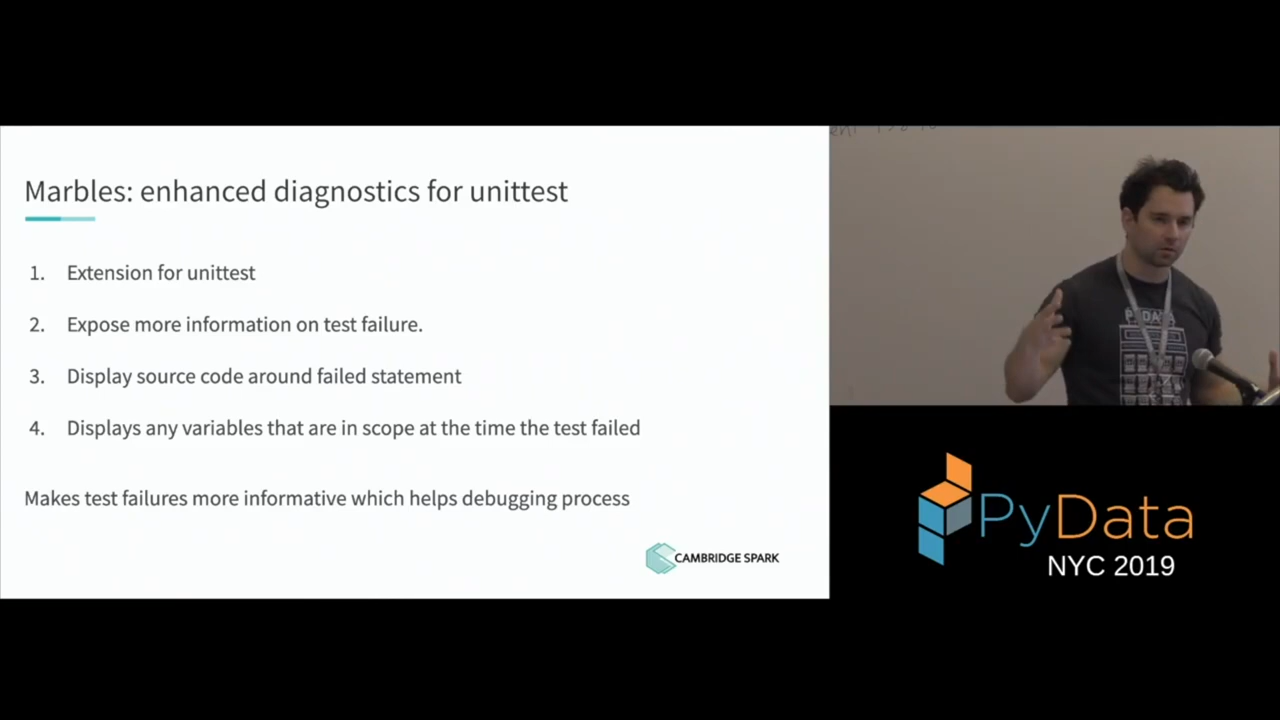 Marbles: enhanced diagnostics for unittest
1. Extension for unittest
2. Expose more information on test failure.
3. Display source code around failed statement
4. Displays any variables that are in scope at the time the test failed
Makes test failures more informative which helps debugging process
CAMBRIDGE SPARK
PYDATA
PyData
NYC 2019